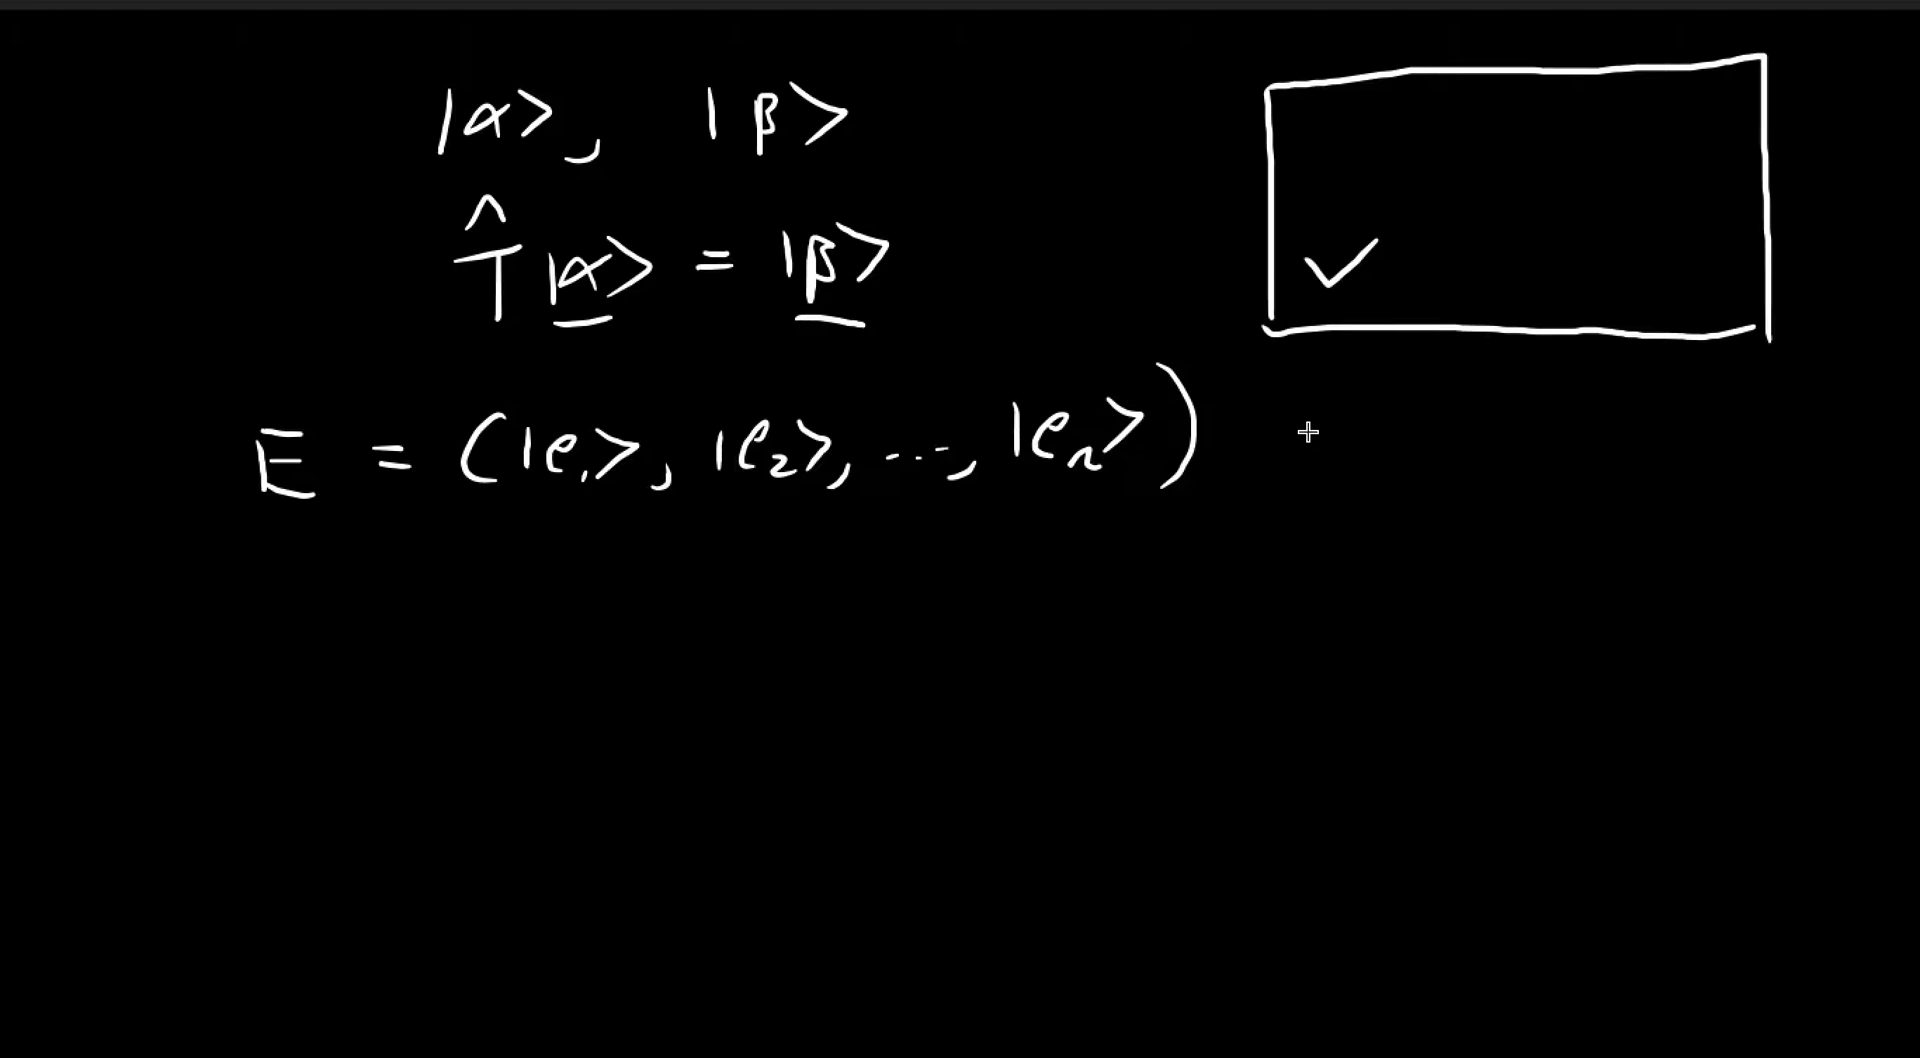 |α⟩, |β⟩
T̂|α⟩ = |β⟩
✓
E = (|e₁⟩, |e₂⟩, ..., |eₙ⟩)